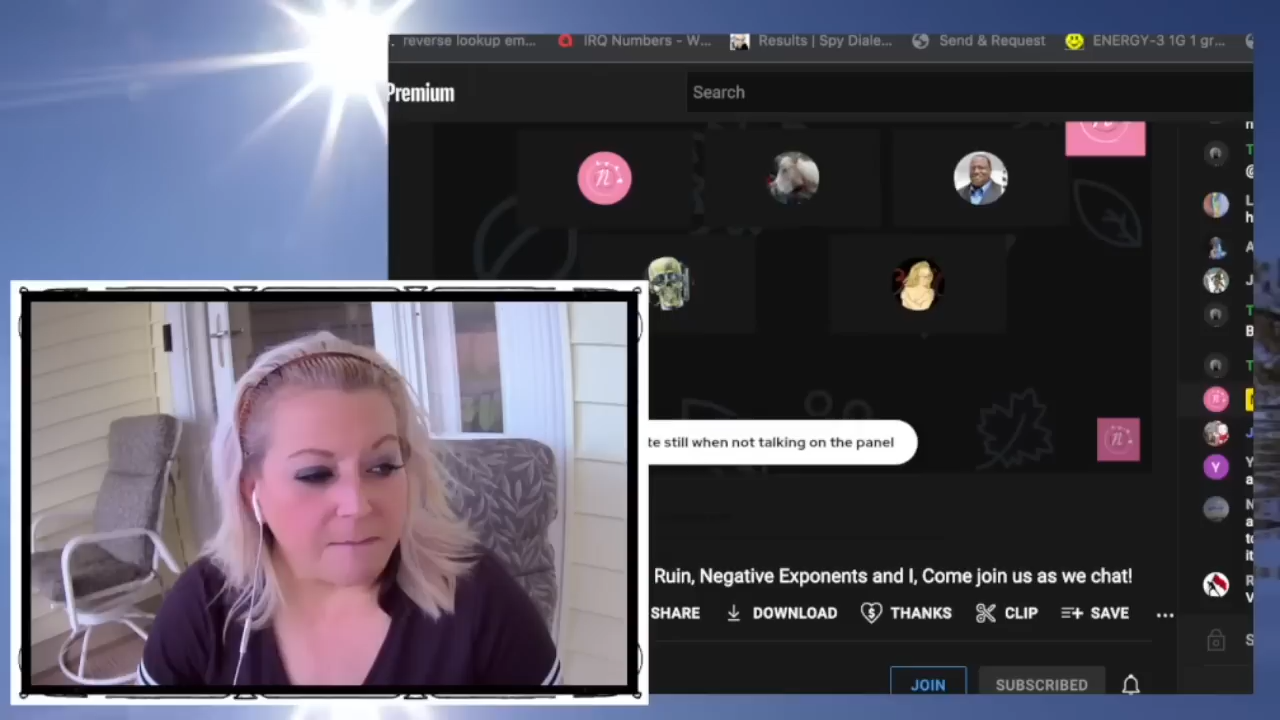 reverse lookup em... IRQ Numbers - W... Results | Spy Diale... Send & Request ENERGY-3 1G 1 gr...
Premium Search
still when not talking on the panel
Ruin, Negative Exponents and I, Come join us as we chat!
SHARE DOWNLOAD THANKS CLIP SAVE ...
JOIN SUBSCRIBED